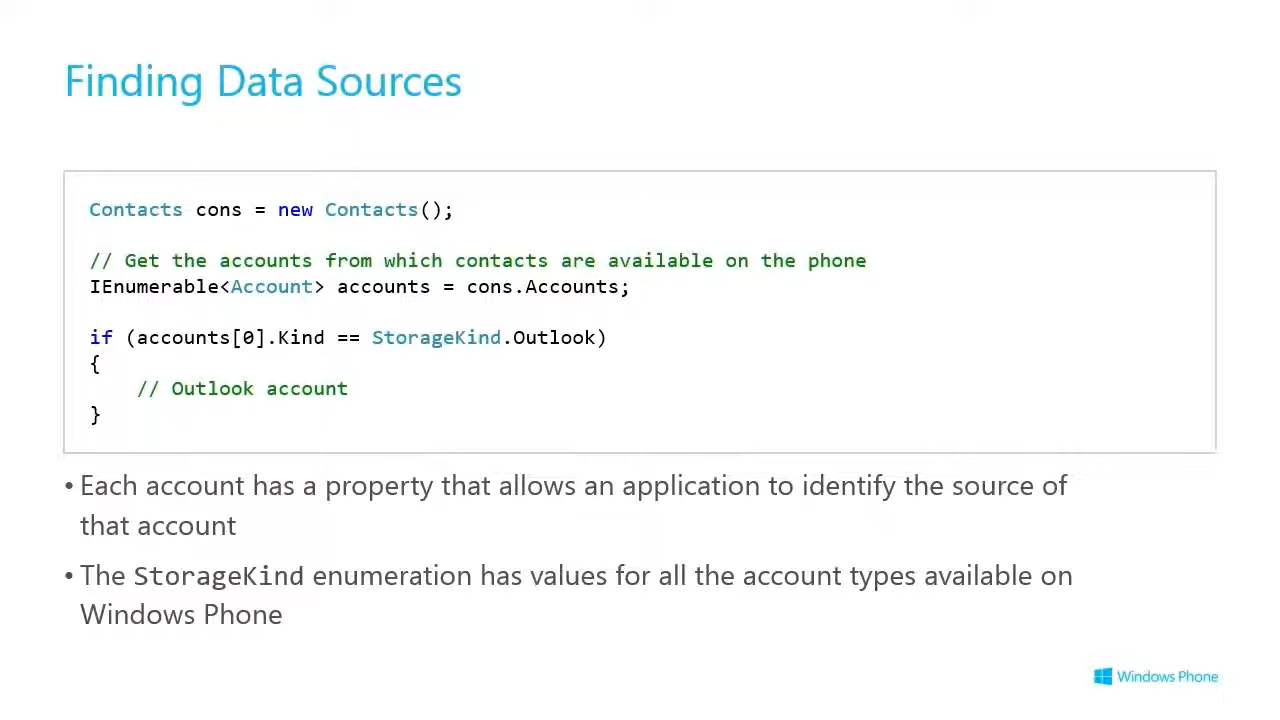 Finding Data Sources
Contacts cons = new Contacts();
// Get the accounts from which contacts are available on the phone
IEnumerable<Account> accounts = cons.Accounts;
if (accounts[0].Kind == StorageKind.Outlook)
{
    // Outlook account
}
• Each account has a property that allows an application to identify the source of
that account
• The StorageKind enumeration has values for all the account types available on
Windows Phone
Windows Phone